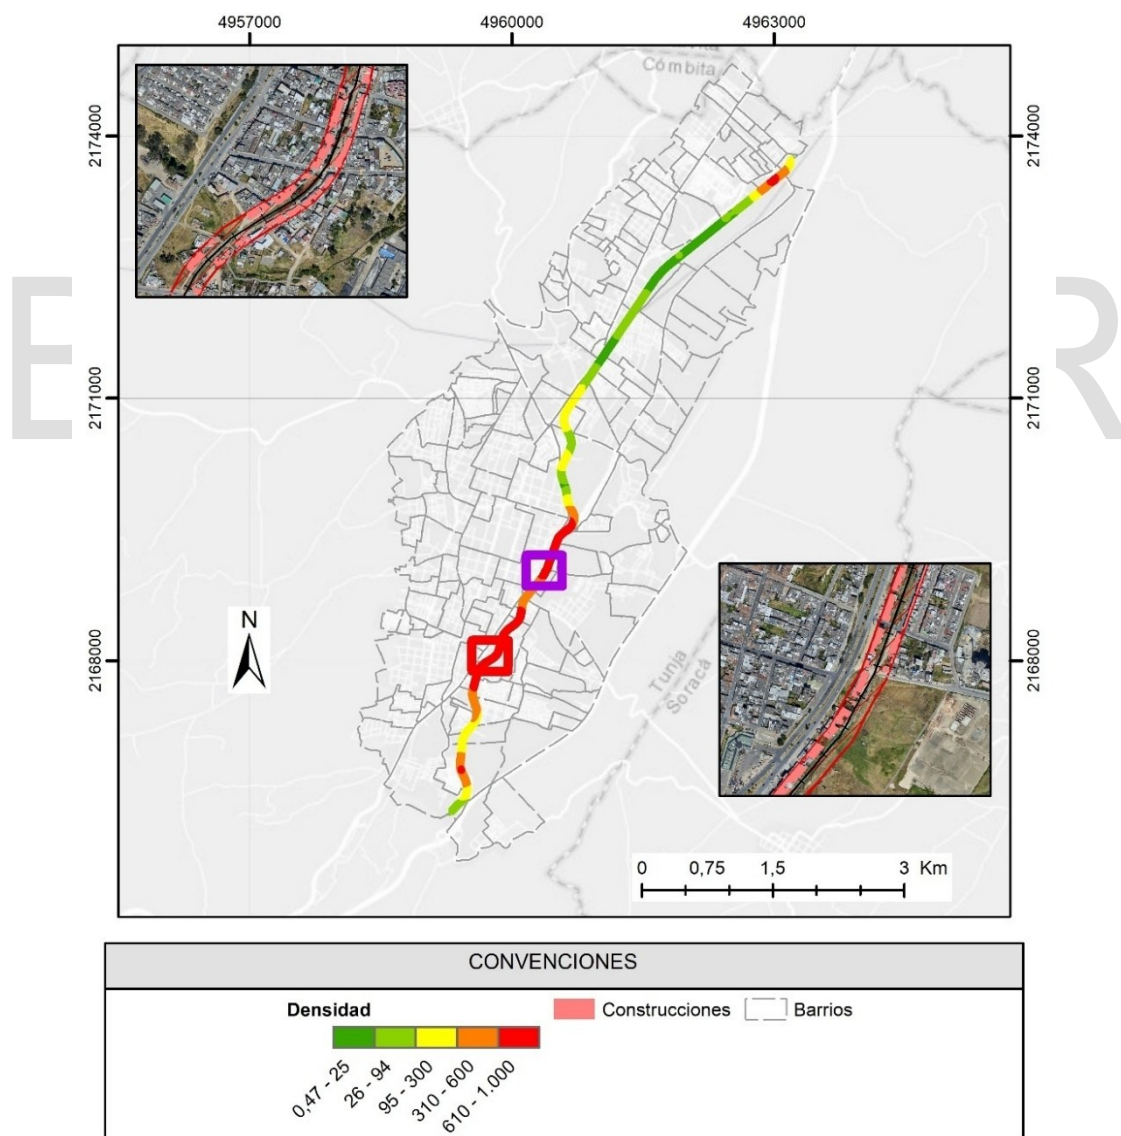 4957000 4960000 4963000
Cómbita
2174000 2174000
E R
2171000 2171000
N
2168000 2168000
Tunja
Soracá
0 0,75 1,5 3 Km
CONVENCIONES
Densidad
Construcciones Barrios
0,47 - 25
26 - 94
95 - 300
310 - 600
610 - 1.000